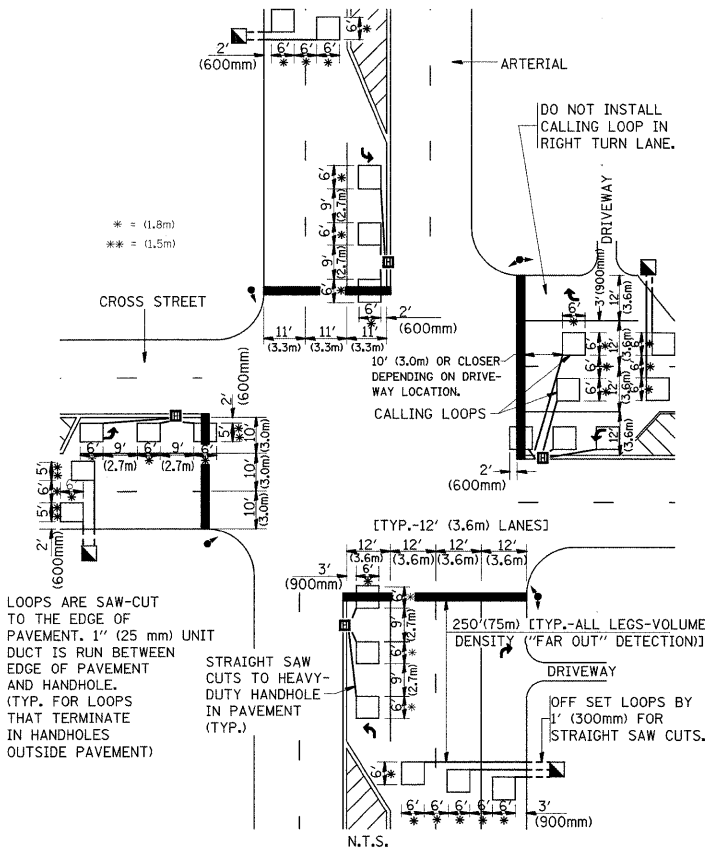 2'
(600mm)
6' 6' 6'
* * *
6'
*
ARTERIAL
DO NOT INSTALL
CALLING LOOP IN
RIGHT TURN LANE.
DRIVEWAY
* = (1.8m)
** = (1.5m)
6'
*
9'
(2.7m)
6'
*
9'
(2.7m)
6'
*
6'
*
2'
(600mm)
CROSS STREET
11' 11' 11'
(3.3m) (3.3m) (3.3m)
3' (900mm)
12'
(3.6m)
6'
*
6'
*
12'
(3.6m)
6'
*
6'
*
12'
(3.6m)
6'
*
12'
(3.6m)
10' (3.0m) OR CLOSER
DEPENDING ON DRIVE-
WAY LOCATION.
CALLING LOOPS
2'
(600mm)
2'
(600mm)
5'
**
10'
(3.0m)
10'
(3.0m)
10'
(3.0m)
6' 9' 6' 9' 6'
* (2.7m) * (2.7m) *
5'
**
6'
*
5'
**
6'
*
2'
(600mm)
[TYP.-12' (3.6m) LANES]
12' 12' 12' 12'
(3.6m) (3.6m) (3.6m) (3.6m)
3'
(900mm)
6'
*
6'
*
9'
(2.7m)
6'
*
9'
(2.7m)
6'
*
250'(75m) [TYP.-ALL LEGS-VOLUME
DENSITY ("FAR OUT" DETECTION)]
DRIVEWAY
LOOPS ARE SAW-CUT
TO THE EDGE OF
PAVEMENT. 1" (25 mm) UNIT
DUCT IS RUN BETWEEN
EDGE OF PAVEMENT
AND HANDHOLE.
(TYP. FOR LOOPS
THAT TERMINATE
IN HANDHOLES
OUTSIDE PAVEMENT)
STRAIGHT SAW
CUTS TO HEAVY-
DUTY HANDHOLE
IN PAVEMENT
(TYP.)
OFF SET LOOPS BY
1' (300mm) FOR
STRAIGHT SAW CUTS.
6'
*
6' 6' 6' 6' 6'
* * * * *
3'
(900mm)
N.T.S.